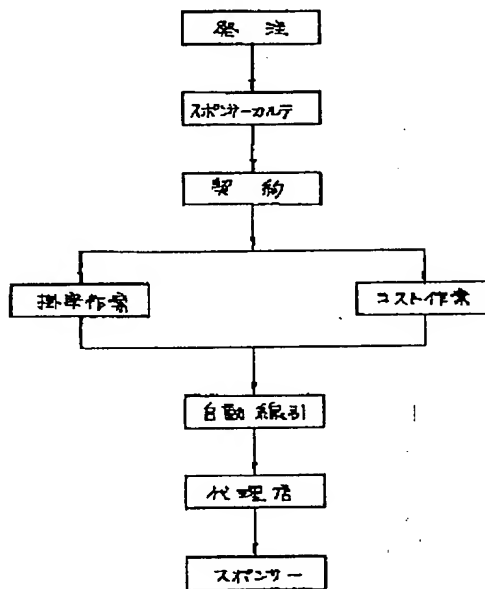 発注
スポンサーカルテ
契約
掛率作案
コスト作業
自動線引
代理店
スポンサー